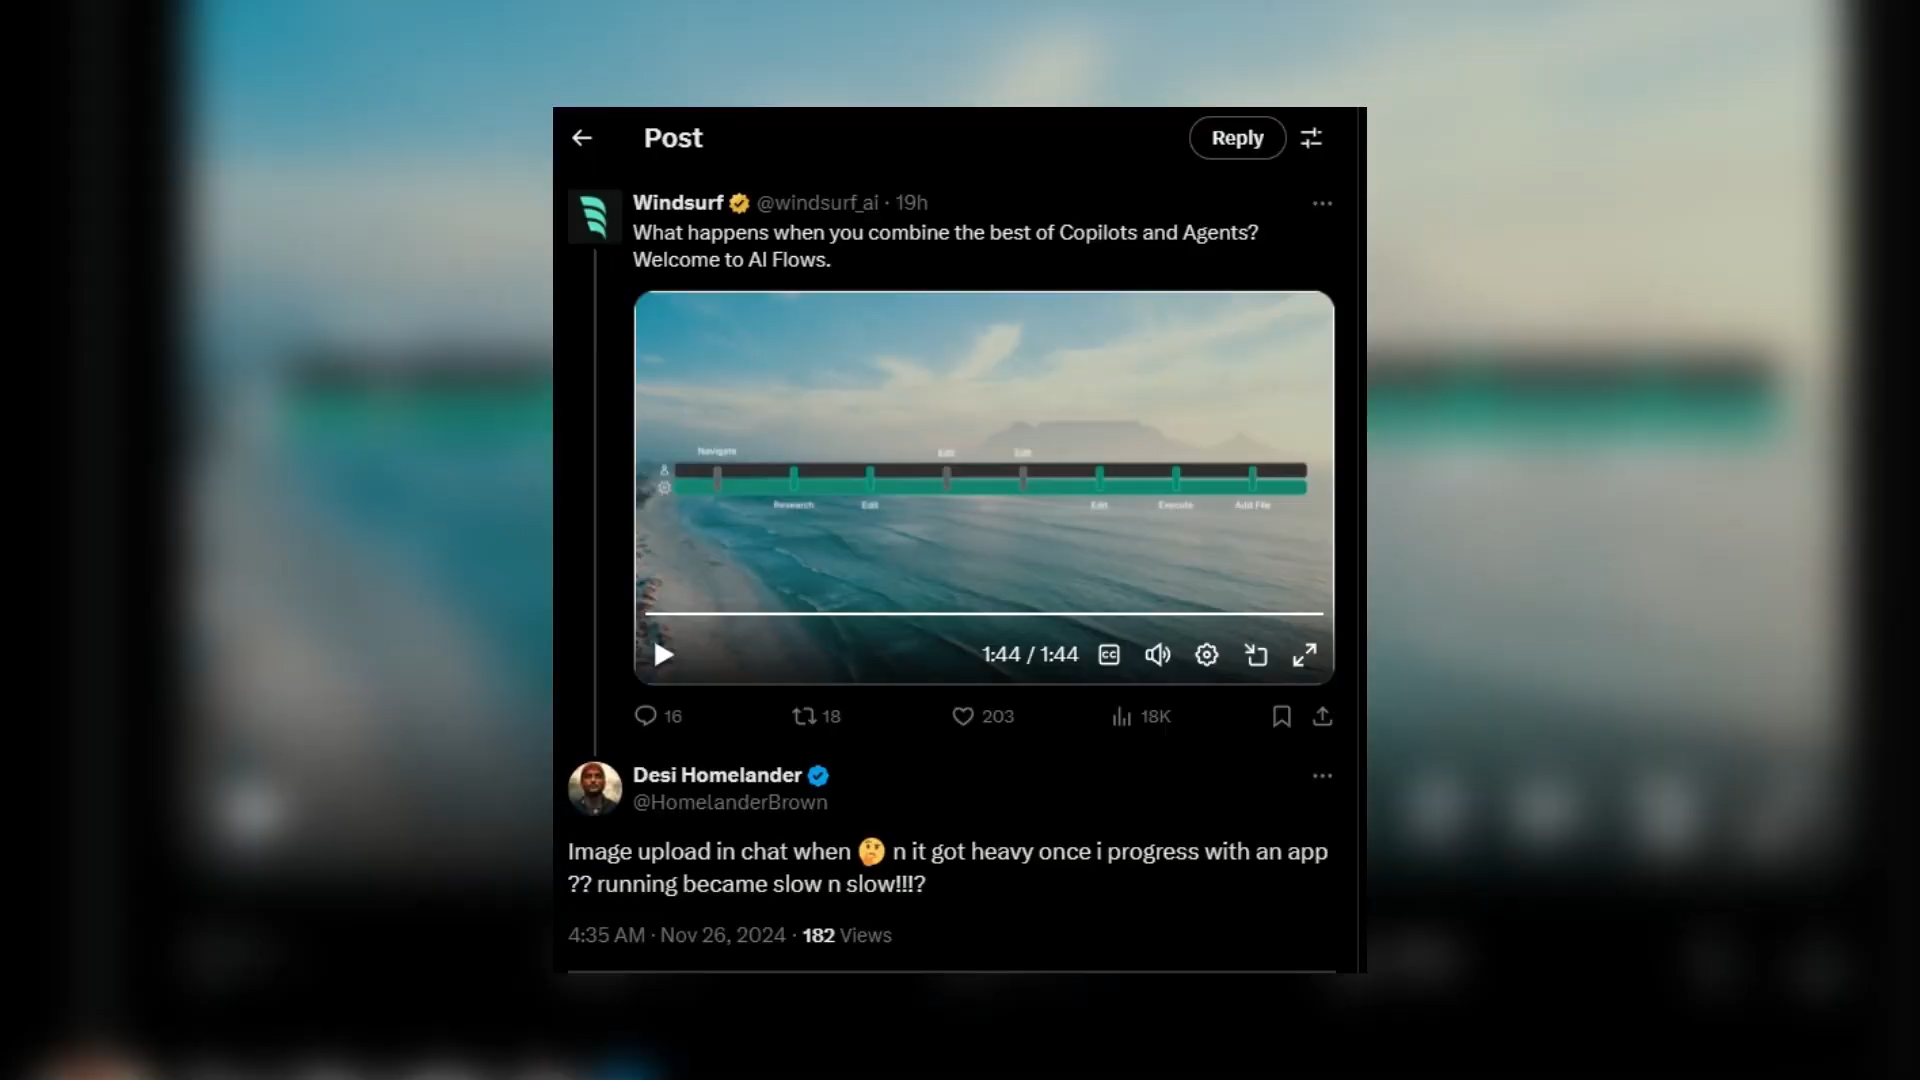 Post
Reply
Windsurf @windsurf_ai · 19h
What happens when you combine the best of Copilots and Agents?
Welcome to AI Flows.
Navigate
Edit
Edit
Research
Edit
Edit
Execute
Add File
1:44 / 1:44
CC
16
18
203
18K
Desi Homelander
@HomelanderBrown
Image upload in chat when 🤔 n it got heavy once i progress with an app
?? running became slow n slow!!!?
4:35 AM · Nov 26, 2024 · 182 Views